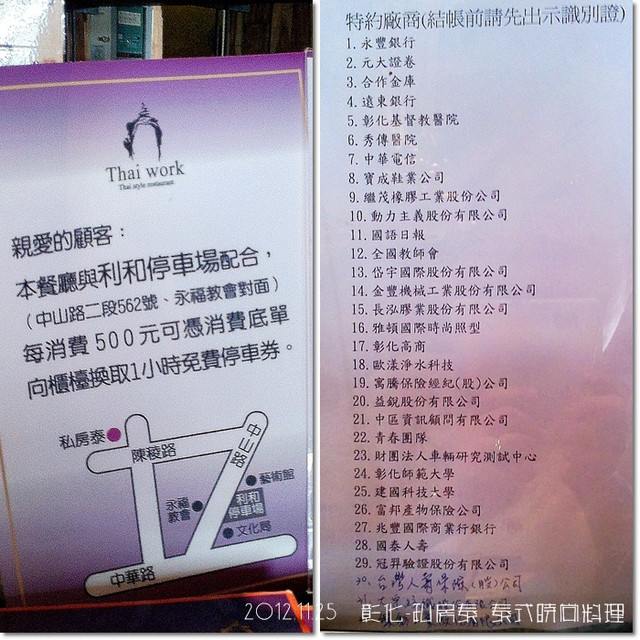 Thai work
Thai style restaurant
親愛的顧客：
本餐廳與利和停車場配合，
（中山路二段562號、永福教會對面）
每消費500元可憑消費底單
向櫃檯換取1小時免費停車券。
私房泰
陳稜路
中山路
藝術館
永福
教會
利和
停車場
文化局
中華路
特約廠商(結帳前請先出示識別證)
1.永豐銀行
2.元大證卷
3.合作金庫
4.遠東銀行
5.彰化基督教醫院
6.秀傳醫院
7.中華電信
8.寶成鞋業公司
9.繼茂橡膠工業股份公司
10.動力主義股份有限公司
11.國語日報
12.全國教師會
13.岱宇國際股份有限公司
14.金豐機械工業股份有限公司
15.長泓膠業股份有限公司
16.雅頓國際時尚照型
17.彰化高商
18.歐漾淨水科技
19.寓騰保險經紀(股)公司
20.益銳股份有限公司
21.中區資訊顧問有限公司
22.青春團隊
23.財團法人車輛研究測試中心
24.彰化師範大學
25.建國科技大學
26.富邦產物保險公司
27.兆豐國際商業行銀行
28.國泰人壽
29.冠昇驗證股份有限公司
30.台灣人壽保險(股)公司
2012.11.25 彰化 私房泰 泰式時尚料理